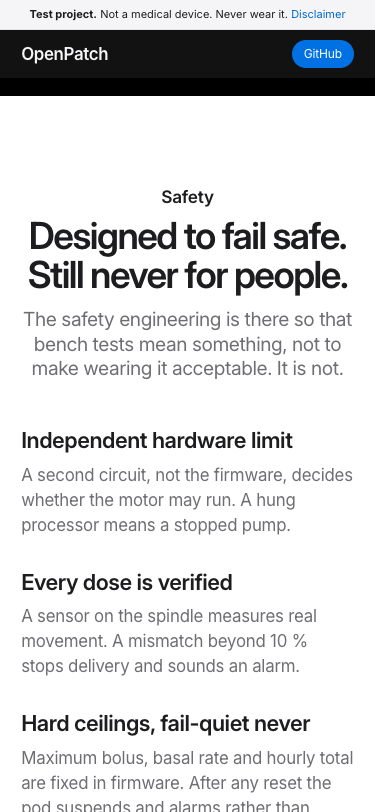 Test project. Not a medical device. Never wear it. Disclaimer
OpenPatch
GitHub
Safety
Designed to fail safe.
Still never for people.
The safety engineering is there so that
bench tests mean something, not to
make wearing it acceptable. It is not.
Independent hardware limit
A second circuit, not the firmware, decides
whether the motor may run. A hung
processor means a stopped pump.
Every dose is verified
A sensor on the spindle measures real
movement. A mismatch beyond 10 %
stops delivery and sounds an alarm.
Hard ceilings, fail-quiet never
Maximum bolus, basal rate and hourly total
are fixed in firmware. After any reset the
pod suspends and alarms rather than